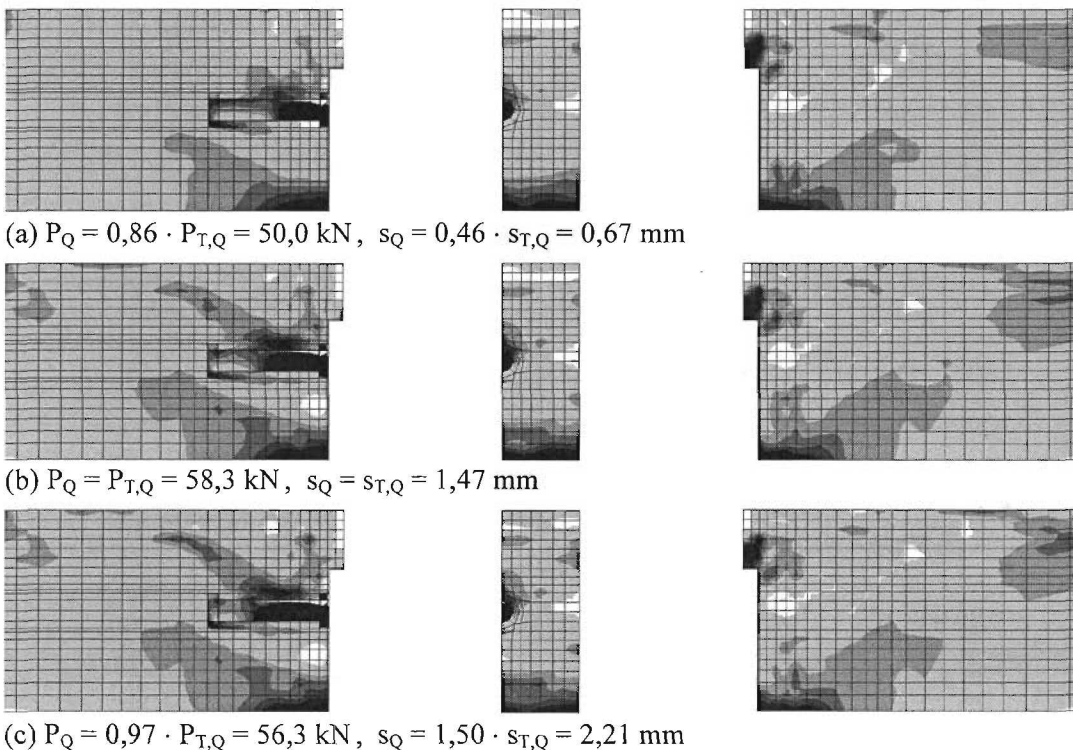 (a) P_Q = 0,86 · P_T,Q = 50,0 kN , s_Q = 0,46 · s_T,Q = 0,67 mm
(b) P_Q = P_T,Q = 58,3 kN , s_Q = s_T,Q = 1,47 mm
(c) P_Q = 0,97 · P_T,Q = 56,3 kN , s_Q = 1,50 · s_T,Q = 2,21 mm